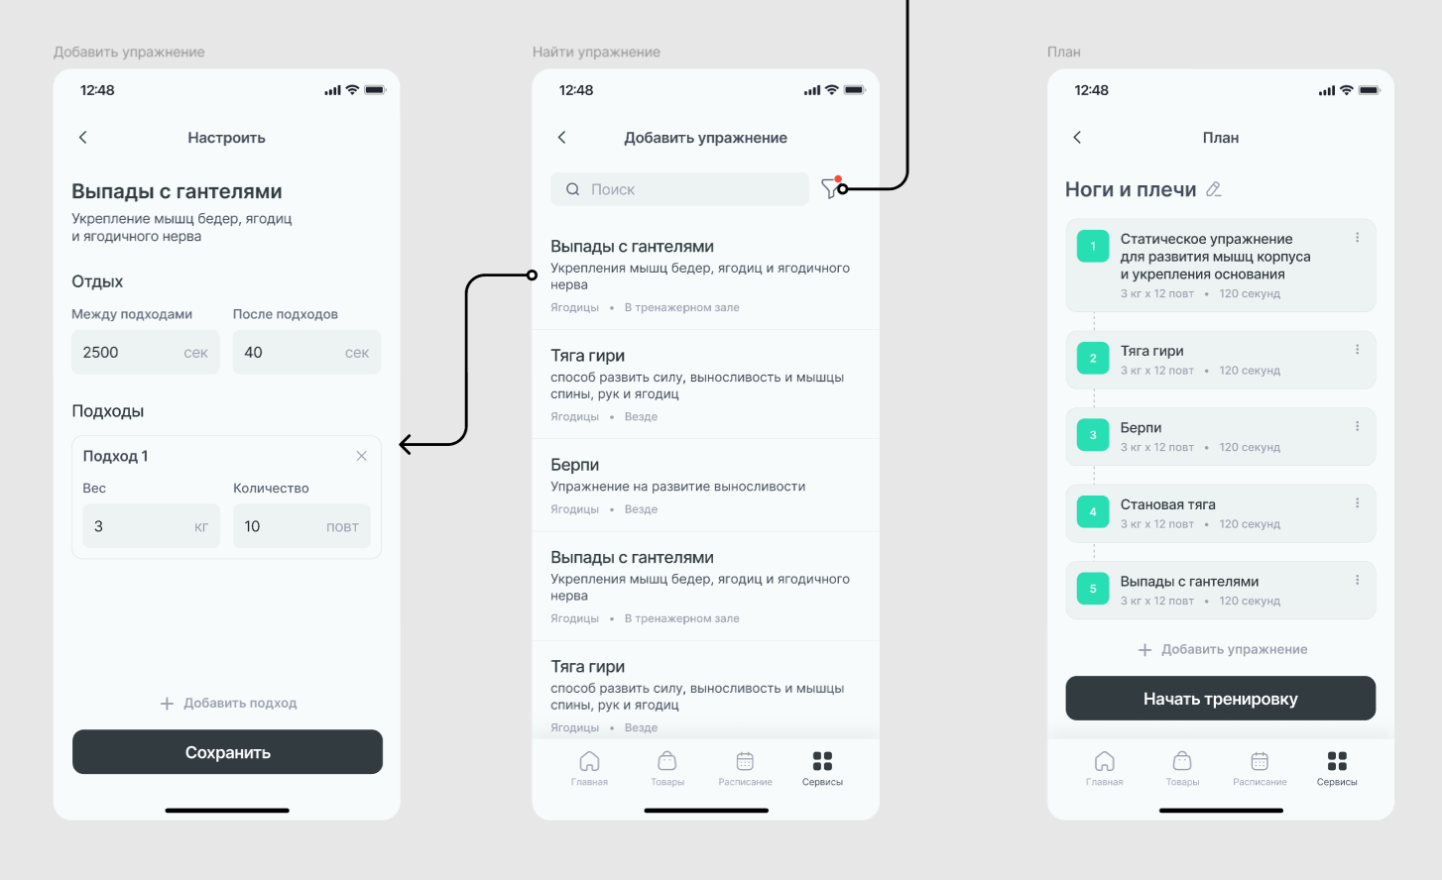 Добавить упражнение
12:48
Настроить
Выпады с гантелями
Укрепление мышц бедер, ягодиц
и ягодичного нерва
Отдых
Между подходами
После подходов
2500 сек
40 сек
Подходы
Подход 1
Вес
Количество
3 кг
10 повт
Добавить подход
Сохранить
Найти упражнение
12:48
Добавить упражнение
Поиск
Выпады с гантелями
Укрепления мышц бедер, ягодиц и ягодичного
нерва
Ягодицы • В тренажерном зале
Тяга гири
способ развить силу, выносливость и мышцы
спины, рук и ягодиц
Ягодицы • Везде
Берпи
Упражнение на развитие выносливости
Ягодицы • Везде
Выпады с гантелями
Укрепления мышц бедер, ягодиц и ягодичного
нерва
Ягодицы • В тренажерном зале
Тяга гири
способ развить силу, выносливость и мышцы
спины, рук и ягодиц
Ягодицы • Везде
Главная
Товары
Расписание
Сервисы
План
12:48
План
Ноги и плечи
1
Статическое упражнение
для развития мышц корпуса
и укрепления основания
3 кг х 12 повт • 120 секунд
2
Тяга гири
3 кг х 12 повт • 120 секунд
3
Берпи
3 кг х 12 повт • 120 секунд
4
Становая тяга
3 кг х 12 повт • 120 секунд
5
Выпады с гантелями
3 кг х 12 повт • 120 секунд
Добавить упражнение
Начать тренировку
Главная
Товары
Расписание
Сервисы